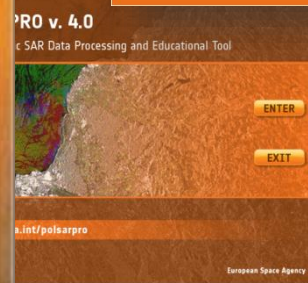 PRO v. 4.0
c SAR Data Processing and Educational Tool
ENTER
EXIT
a.int/polsarpro
European Space Agency